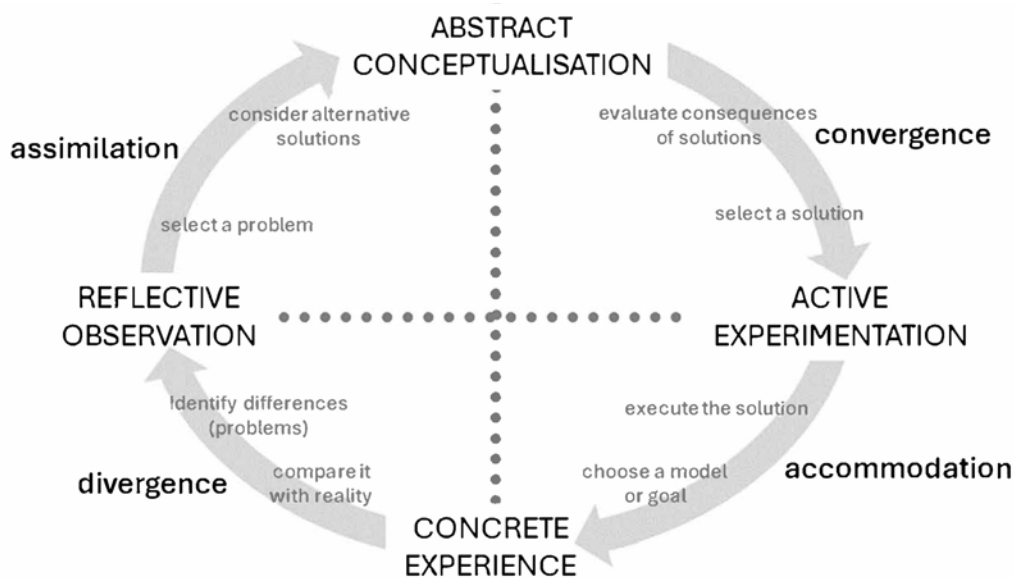 ABSTRACT
CONCEPTUALISATION
consider alternative
solutions
evaluate consequences
of solutions
assimilation
convergence
select a problem
select a solution
REFLECTIVE
OBSERVATION
ACTIVE
EXPERIMENTATION
Identify differences
(problems)
execute the solution
divergence
compare it
with reality
choose a model
or goal
accommodation
CONCRETE
EXPERIENCE